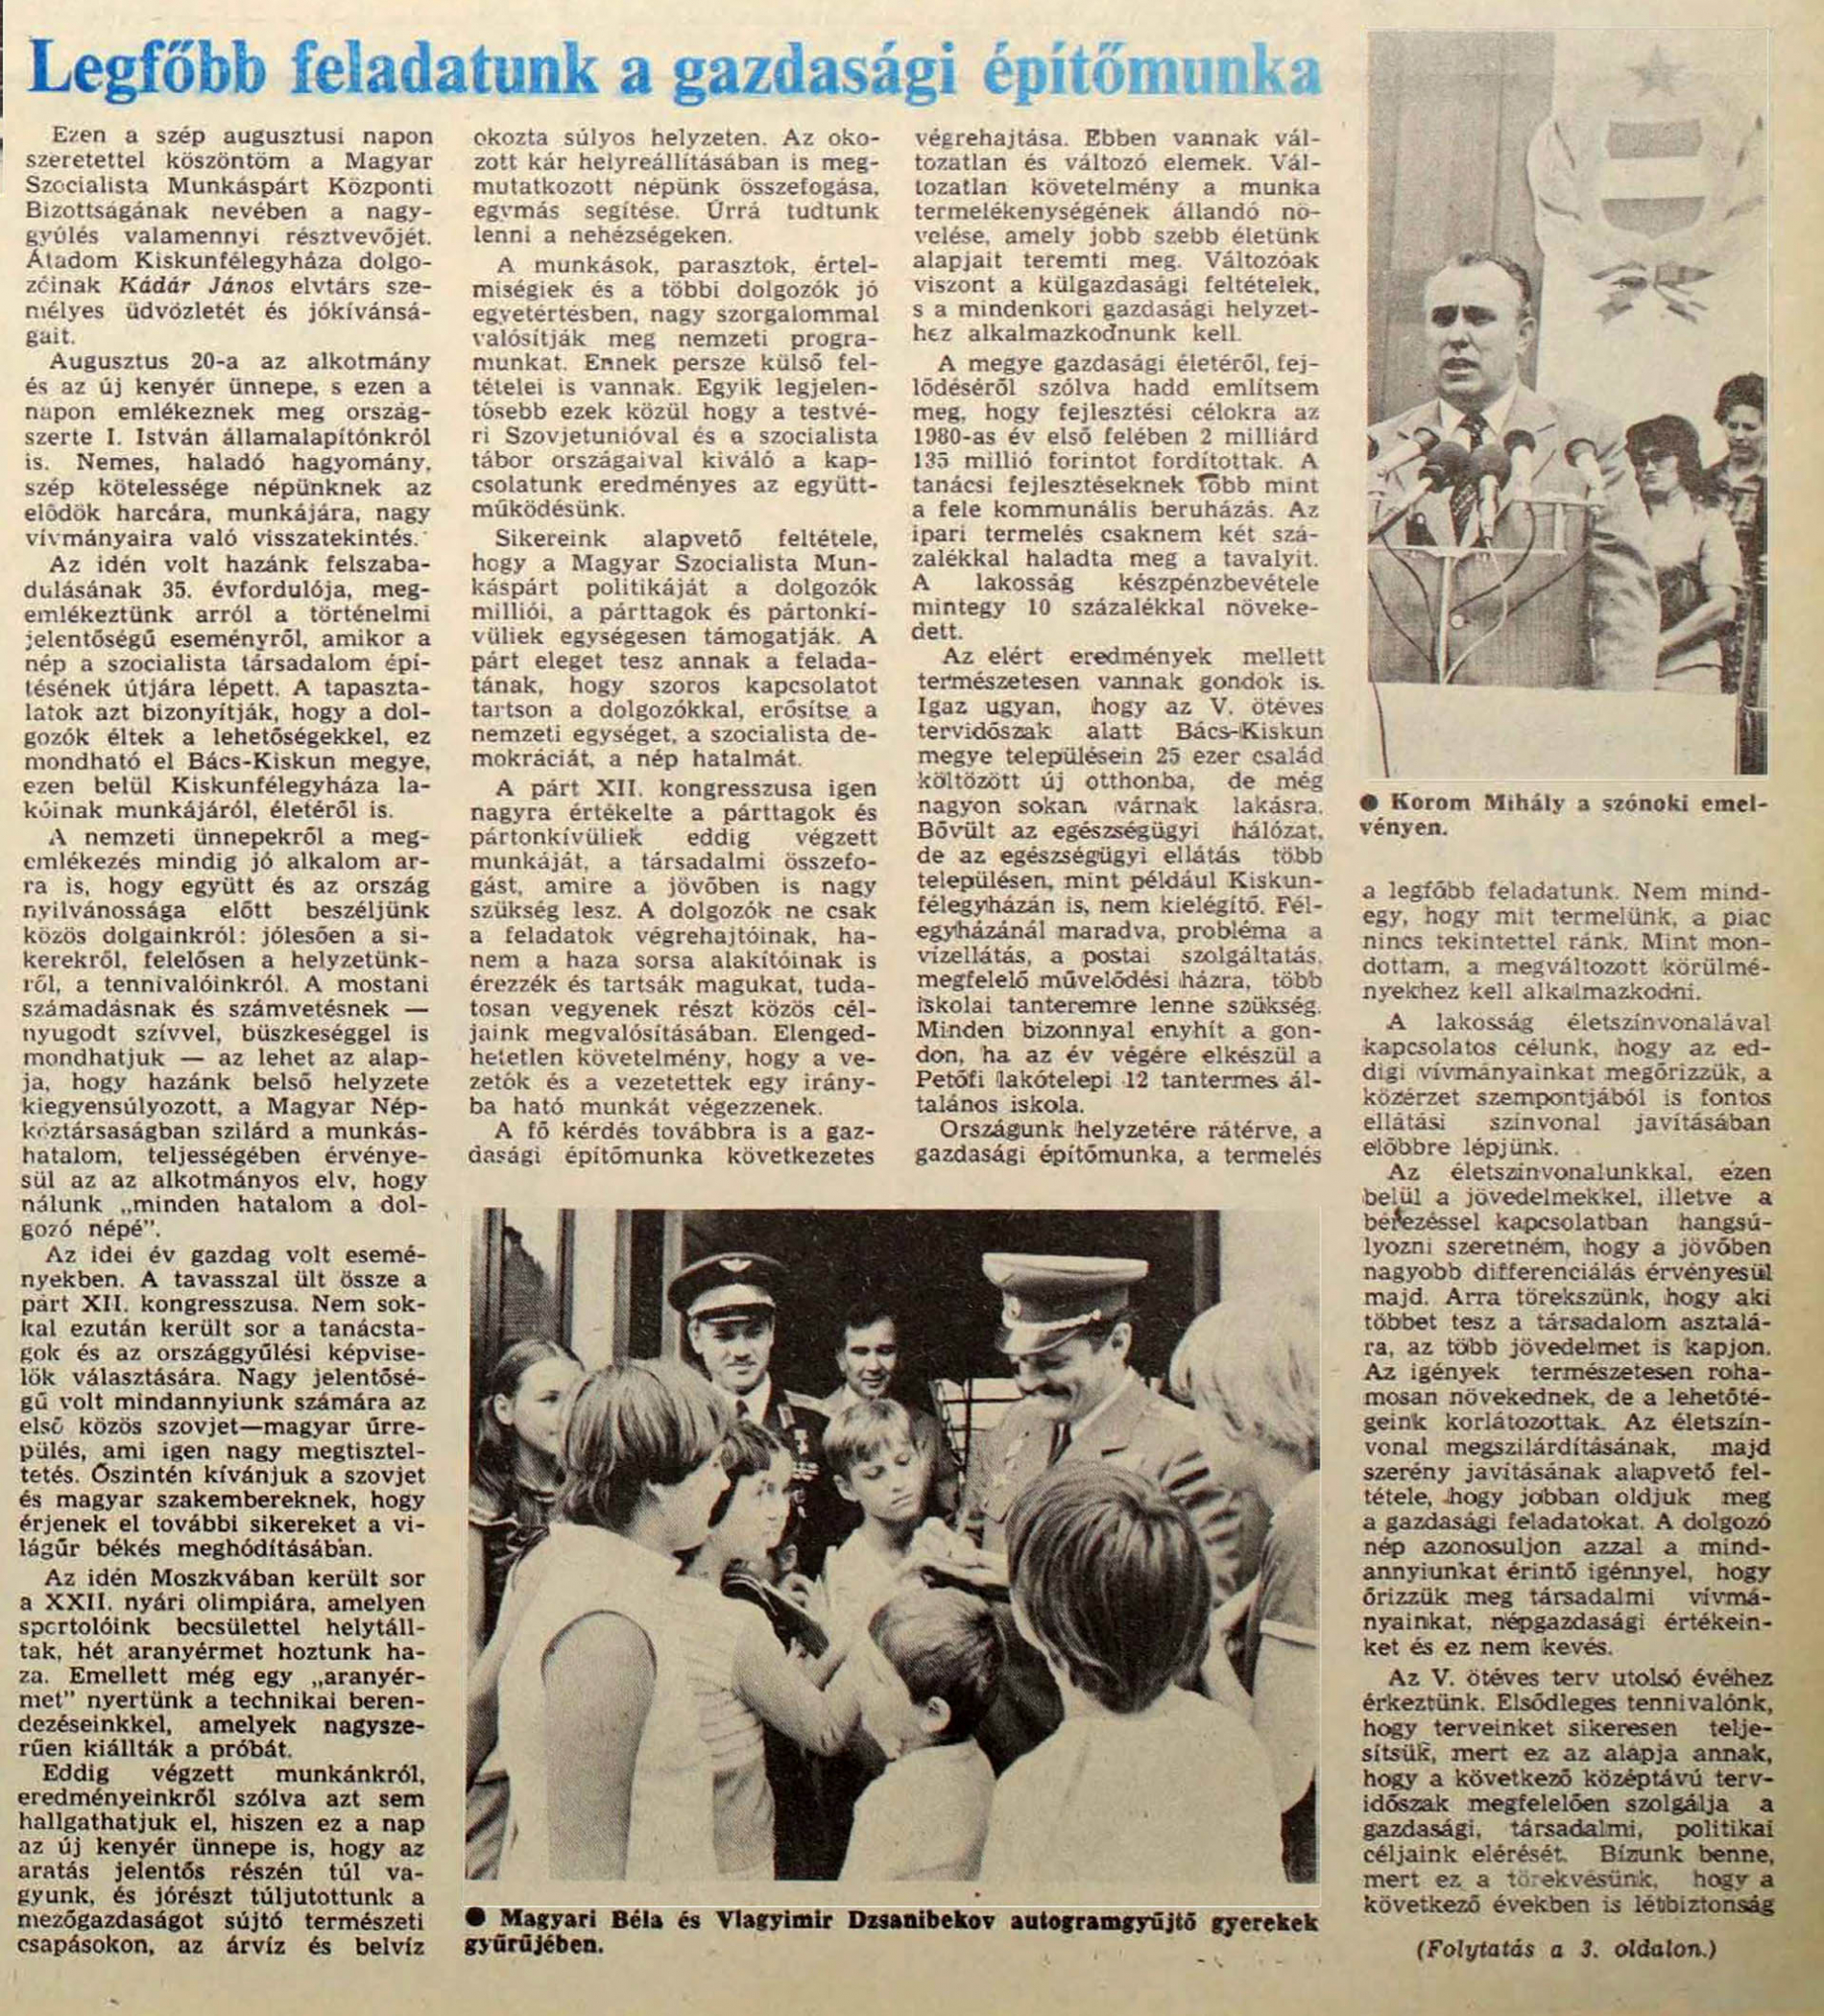 Legfőbb feladatunk a gazdasági építőmunka
Ezen a szép augusztusi napon
szeretettel köszöntöm a Magyar
Szocialista Munkáspárt Központi
Bizottságának nevében a nagy-
gyűlés valamennyi résztvevőjét.
Átadom Kiskunfélegyháza dolgo-
zóinak Kádár János elvtárs sze-
mélyes üdvözletét és jókívánsá-
gait.
Augusztus 20-a az alkotmány
és az új kenyér ünnepe, s ezen a
napon emlékeznek meg ország-
szerte I. István államalapítónkról
is. Nemes, haladó hagyomány,
szép kötelessége népünknek az
elődök harcára, munkájára, nagy
vívmányaira való visszatekintés.
Az idén volt hazánk felszaba-
dulásának 35. évfordulója, meg-
emlékeztünk arról a történelmi
jelentőségű eseményről, amikor a
nép a szocialista társadalom épí-
tésének útjára lépett. A tapaszta-
latok azt bizonyítják, hogy a dol-
gozók éltek a lehetőségekkel, ez
mondható el Bács-Kiskun megye,
ezen belül Kiskunfélegyháza la-
kóinak munkájáról, életéről is.
A nemzeti ünnepekről a meg-
emlékezés mindig jó alkalom ar-
ra is, hogy együtt és az ország
nyilvánossága előtt beszéljünk
közös dolgainkról: jólesően a si-
kerekről, felelősen a helyzetünk-
ről, a tennivalóinkról. A mostani
számadásnak és számvetésnek —
nyugodt szívvel, büszkeséggel is
mondhatjuk — az lehet az alap-
ja, hogy hazánk belső helyzete
kiegyensúlyozott, a Magyar Nép-
köztársaságban szilárd a munkás-
hatalom, teljességében érvénye-
sül az az alkotmányos elv, hogy
nálunk „minden hatalom a dol-
gozó népé”.
Az idei év gazdag volt esemé-
nyekben. A tavasszal ült össze a
párt XII. kongresszusa. Nem sok-
kal ezután került sor a tanácsta-
gok és az országgyűlési képvise-
lők választására. Nagy jelentősé-
gű volt mindannyiunk számára az
első közös szovjet—magyar űrre-
pülés, ami igen nagy megtisztel-
tetés. Őszintén kívánjuk a szovjet
és magyar szakembereknek, hogy
érjenek el további sikereket a vi-
lágűr békés meghódításában.
Az idén Moszkvában került sor
a XXII. nyári olimpiára, amelyen
sportolóink becsülettel helytáll-
tak, hét aranyérmet hoztunk ha-
za. Emellett még egy „aranyér-
met” nyertünk a technikai beren-
dezéseinkkel, amelyek nagysze-
rűen kiállták a próbát.
Eddig végzett munkánkról,
eredményeinkről szólva azt sem
hallgathatjuk el, hiszen ez a nap
az új kenyér ünnepe is, hogy az
aratás jelentős részén túl va-
gyunk, és jórészt túljutottunk a
mezőgazdaságot sújtó természeti
csapásokon, az árvíz és belvíz
okozta súlyos helyzeten. Az oko-
zott kár helyreállításában is meg-
mutatkozott népünk összefogása,
egymás segítése. Úrrá tudtunk
lenni a nehézségeken.
A munkások, parasztok, értel-
miségiek és a többi dolgozók jó
egyetértésben, nagy szorgalommal
valósítják meg nemzeti progra-
munkat. Ennek persze külső fel-
tételei is vannak. Egyik legjelen-
tősebb ezek közül hogy a testvé-
ri Szovjetunióval és a szocialista
tábor országaival kiváló a kap-
csolatunk eredményes az együtt-
működésünk.
Sikereink alapvető feltétele,
hogy a Magyar Szocialista Mun-
káspárt politikáját a dolgozók
milliói, a párttagok és pártonkí-
vüliek egységesen támogatják. A
párt eleget tesz annak a felada-
tának, hogy szoros kapcsolatot
tartson a dolgozókkal, erősítse a
nemzeti egységet, a szocialista de-
mokráciát, a nép hatalmát.
A párt XII. kongresszusa igen
nagyra értékelte a párttagok és
pártonkívüliek eddig végzett
munkáját, a társadalmi összefo-
gást, amire a jövőben is nagy
szükség lesz. A dolgozók ne csak
a feladatok végrehajtóinak, ha-
nem a haza sorsa alakítóinak is
érezzék és tartsák magukat, tuda-
tosan vegyenek részt közös cél-
jaink megvalósításában. Elenged-
hetetlen követelmény, hogy a ve-
zetők és a vezetettek egy irány-
ba ható munkát végezzenek.
A fő kérdés továbbra is a gaz-
dasági építőmunka következetes
végrehajtása. Ebben vannak vál-
tozatlan és változó elemek. Vál-
tozatlan követelmény a munka
termelékenységének állandó nö-
velése, amely jobb szebb életünk
alapjait teremti meg. Változóak
viszont a külgazdasági feltételek,
s a mindenkori gazdasági helyzet-
hez alkalmazkodnunk kell.
A megye gazdasági életéről, fej-
lődéséről szólva hadd említsem
meg, hogy fejlesztési célokra az
1980-as év első felében 2 milliárd
135 millió forintot fordítottak. A
tanácsi fejlesztéseknek több mint
a fele kommunális beruházás. Az
ipari termelés csaknem két szá-
zalékkal haladta meg a tavalyit.
A lakosság készpénzbevétele
mintegy 10 százalékkal növeke-
dett.
Az elért eredmények mellett
természetesen vannak gondok is.
Igaz ugyan, hogy az V. ötéves
tervidőszak alatt Bács-Kiskun
megye településein 25 ezer család
költözött új otthonba, de még
nagyon sokan várnak lakásra.
Bővült az egészségügyi hálózat,
de az egészségügyi ellátás több
településen, mint például Kiskun-
félegyházán is, nem kielégítő. Fél-
egyházánál maradva, probléma a
vízellátás, a postai szolgáltatás,
megfelelő művelődési házra, több
iskolai tanteremre lenne szükség.
Minden bizonnyal enyhít a gon-
don, ha az év végére elkészül a
Petőfi lakótelepi 12 tantermes ál-
talános iskola.
Országunk helyzetére rátérve, a
gazdasági építőmunka, a termelés
● Korom Mihály a szónoki emel-
vényen.
a legfőbb feladatunk. Nem mind-
egy, hogy mit termelünk, a piac
nincs tekintettel ránk. Mint mon-
dottam, a megváltozott körülmé-
nyekhez kell alkalmazkodni.
A lakosság életszínvonalával
kapcsolatos célunk, hogy az ed-
digi vívmányainkat megőrizzük, a
közérzet szempontjából is fontos
ellátási színvonal javításában
előbbre lépjünk.
Az életszínvonalunkkal, ezen
belül a jövedelmekkel, illetve a
bérezéssel kapcsolatban hangsú-
lyozni szeretném, hogy a jövőben
nagyobb differenciálás érvényesül
majd. Arra törekszünk, hogy aki
többet tesz a társadalom asztalá-
ra, az több jövedelmet is kapjon.
Az igények természetesen roha-
mosan növekednek, de a lehetőté-
geink korlátozottak. Az életszín-
vonal megszilárdításának, majd
szerény javításának alapvető fel-
tétele, hogy jobban oldjuk meg
a gazdasági feladatokat. A dolgozó
nép azonosuljon azzal a mind-
annyiunkat érintő igénnyel, hogy
őrizzük meg társadalmi vívmá-
nyainkat, népgazdasági értékein-
ket és ez nem kevés.
Az V. ötéves terv utolsó évéhez
érkeztünk. Elsődleges tennivalónk,
hogy terveinket sikeresen telje-
sítsük, mert ez az alapja annak,
hogy a következő középtávú terv-
időszak megfelelően szolgálja a
gazdasági, társadalmi, politikai
céljaink elérését. Bízunk benne,
mert ez a törekvésünk, hogy a
következő években is létbiztonság
(Folytatás a 3. oldalon.)
● Magyari Béla és Vlagyimir Dzsanibekov autogramgyűjtő gyerekek
gyűrűjében.